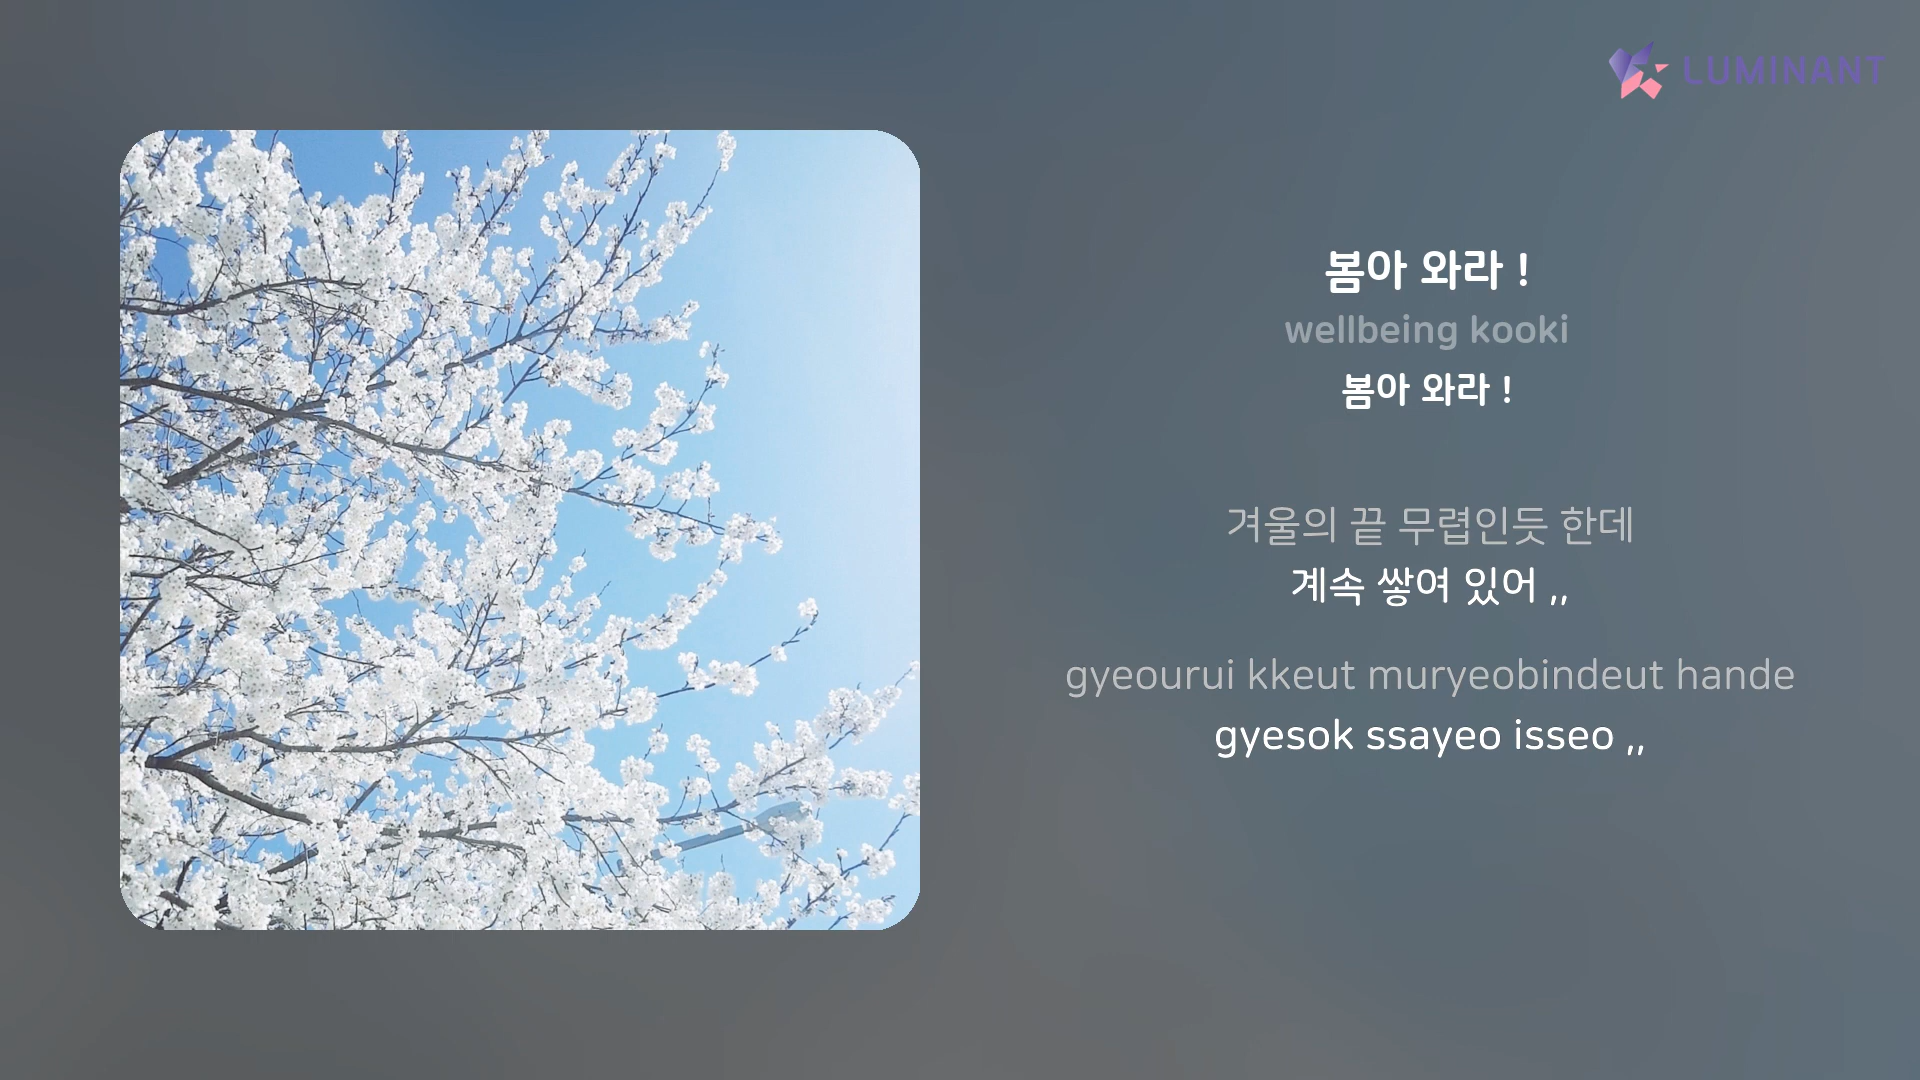 LUMINANT
봄아 와라 !
wellbeing kooki
봄아 와라 !
겨울의 끝 무렵인듯 한데
계속 쌓여 있어 ,,
gyeourui kkeut muryeobindeut hande
gyesok ssayeo isseo ,,